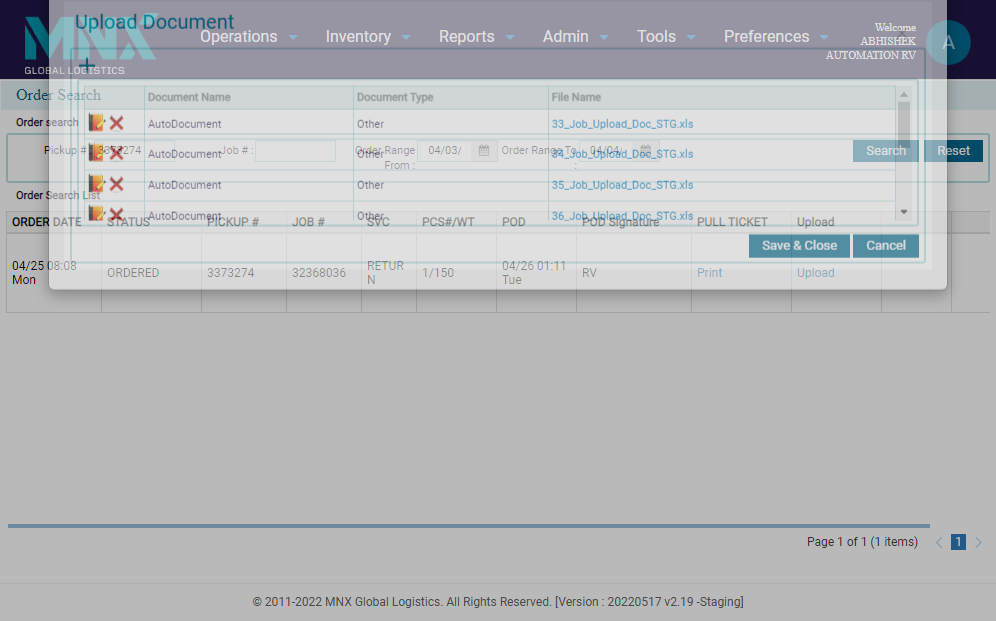 Upload Document
MNX
GLOBAL LOGISTICS
Operations Inventory Reports Admin Tools Preferences
Welcome
ABHISHEK
AUTOMATION RV
A
Order Search
Document Name Document Type File Name
Order search
AutoDocument Other 33_Job_Upload_Doc_STG.xls
Pickup # 3373274 Job # : Order Range From : 04/03/ Order Range To : 04/04/ Search Reset
AutoDocument Other 34_Job_Upload_Doc_STG.xls
AutoDocument Other 35_Job_Upload_Doc_STG.xls
Order Search List
AutoDocument Other 36_Job_Upload_Doc_STG.xls
ORDER DATE STATUS PICKUP # JOB # SVC PCS#/WT POD POD Signature PULL TICKET Upload
Save & Close Cancel
04/25 08:08 Mon ORDERED 3373274 32368036 RETURN 1/150 04/26 01:11 Tue RV Print Upload
Page 1 of 1 (1 items) 1
© 2011-2022 MNX Global Logistics. All Rights Reserved. [Version : 20220517 v2.19 -Staging]